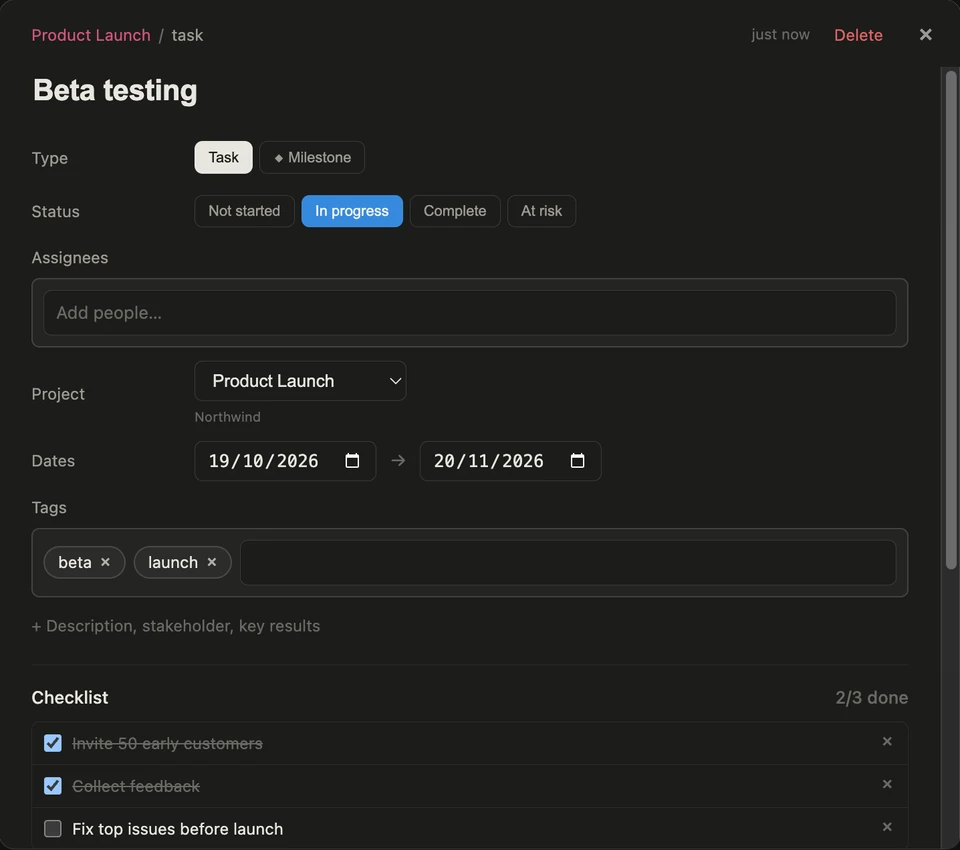 Product Launch / task just now Delete ×
Beta testing
Type Task ◆ Milestone
Status Not started In progress Complete At risk
Assignees
Add people...
Project Product Launch
Northwind
Dates 19/10/2026 → 20/11/2026
Tags
beta × launch ×
+ Description, stakeholder, key results
Checklist 2/3 done
Invite 50 early customers ×
Collect feedback ×
Fix top issues before launch ×